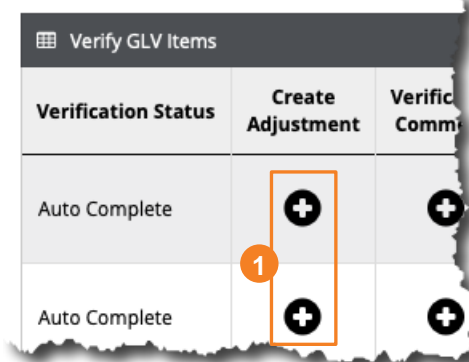 Verify GLV Items
Verification Status
Create
Adjustment
Auto Complete
1
Auto Complete